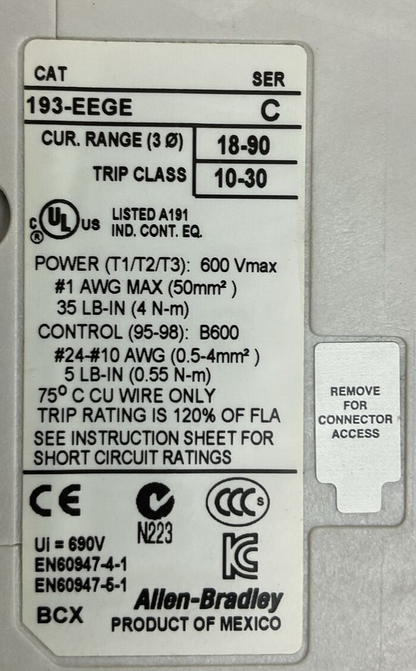 CAT SER
193-EEGE C
CUR. RANGE (3 Ø) 18-90
TRIP CLASS 10-30
C UL US ® LISTED A191
IND. CONT. EQ.
POWER (T1/T2/T3): 600 Vmax
#1 AWG MAX (50mm²)
35 LB-IN (4 N-m)
CONTROL (95-98): B600
#24-#10 AWG (0.5-4mm²)
5 LB-IN (0.55 N-m)
75° C CU WIRE ONLY
TRIP RATING IS 120% OF FLA
SEE INSTRUCTION SHEET FOR
SHORT CIRCUIT RATINGS
REMOVE
FOR
CONNECTOR
ACCESS
CE CCC S
N223
Ui = 690V
EN60947-4-1
EN60947-5-1
KC
BCX
Allen-Bradley
PRODUCT OF MEXICO